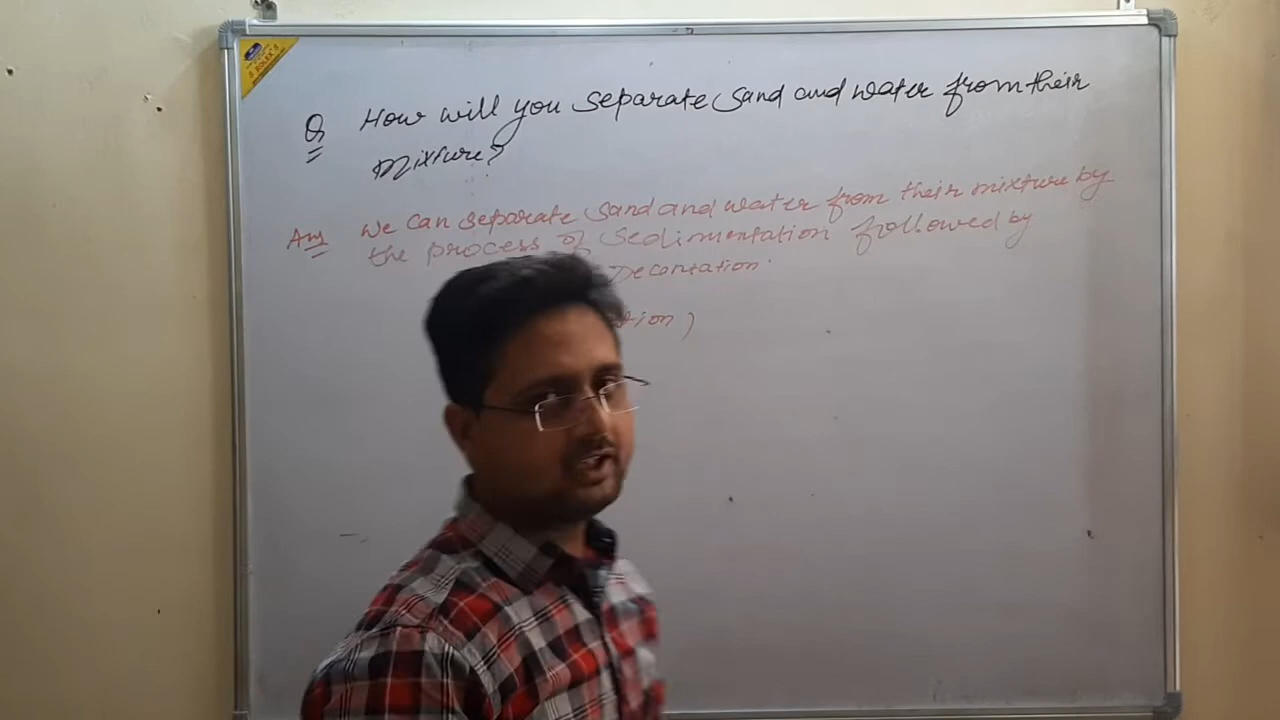 Q How will you separate sand and water from their
mixture?
Ans We can separate sand and water from their mixture by
the process of sedimentation followed by
Decantation.
tion)